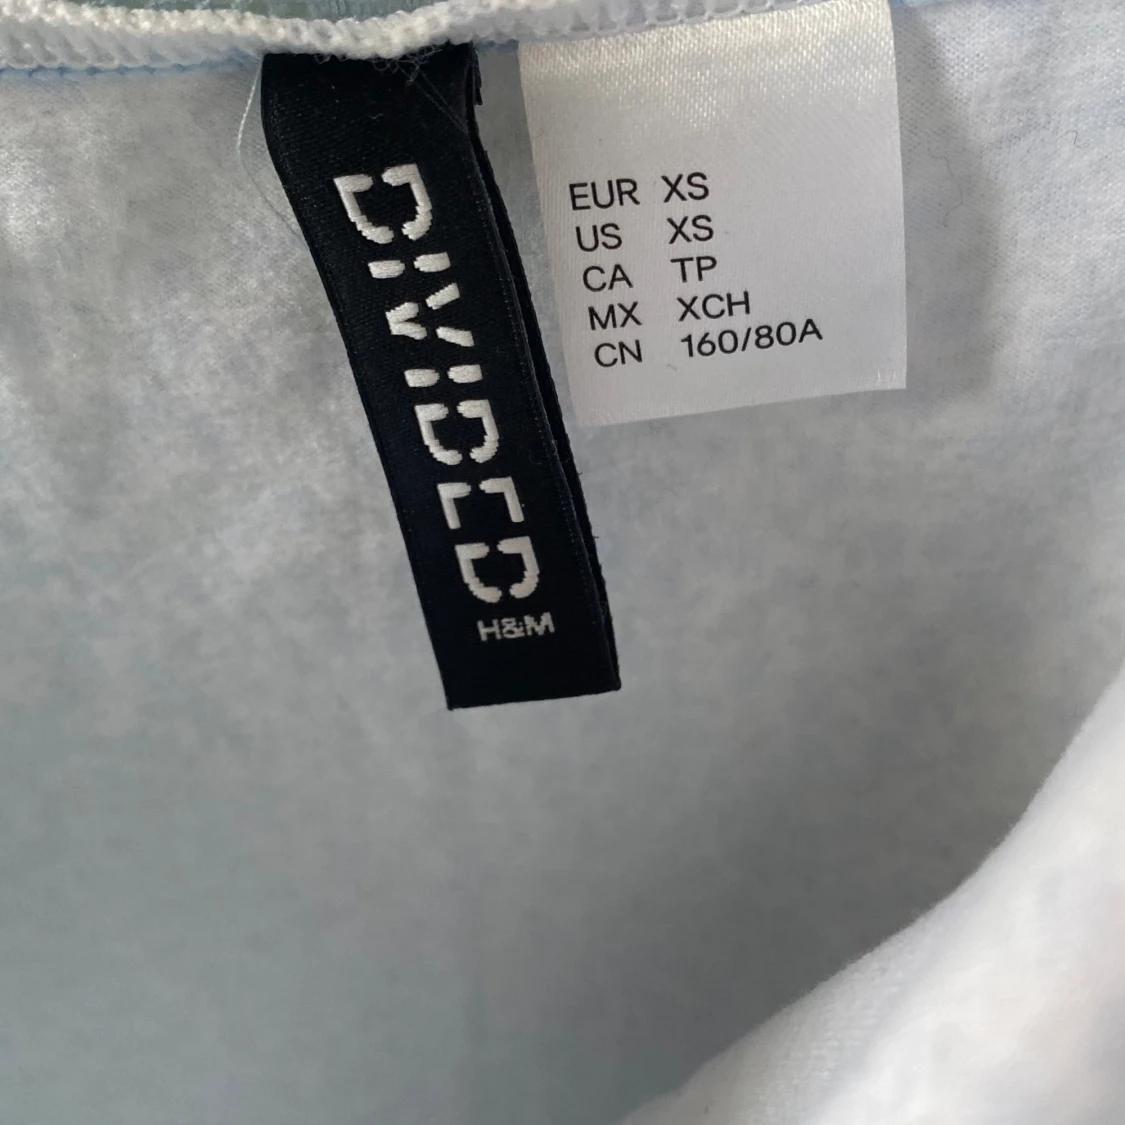 DIVIDED
H&M
EUR XS
US XS
CA TP
MX XCH
CN 160/80A